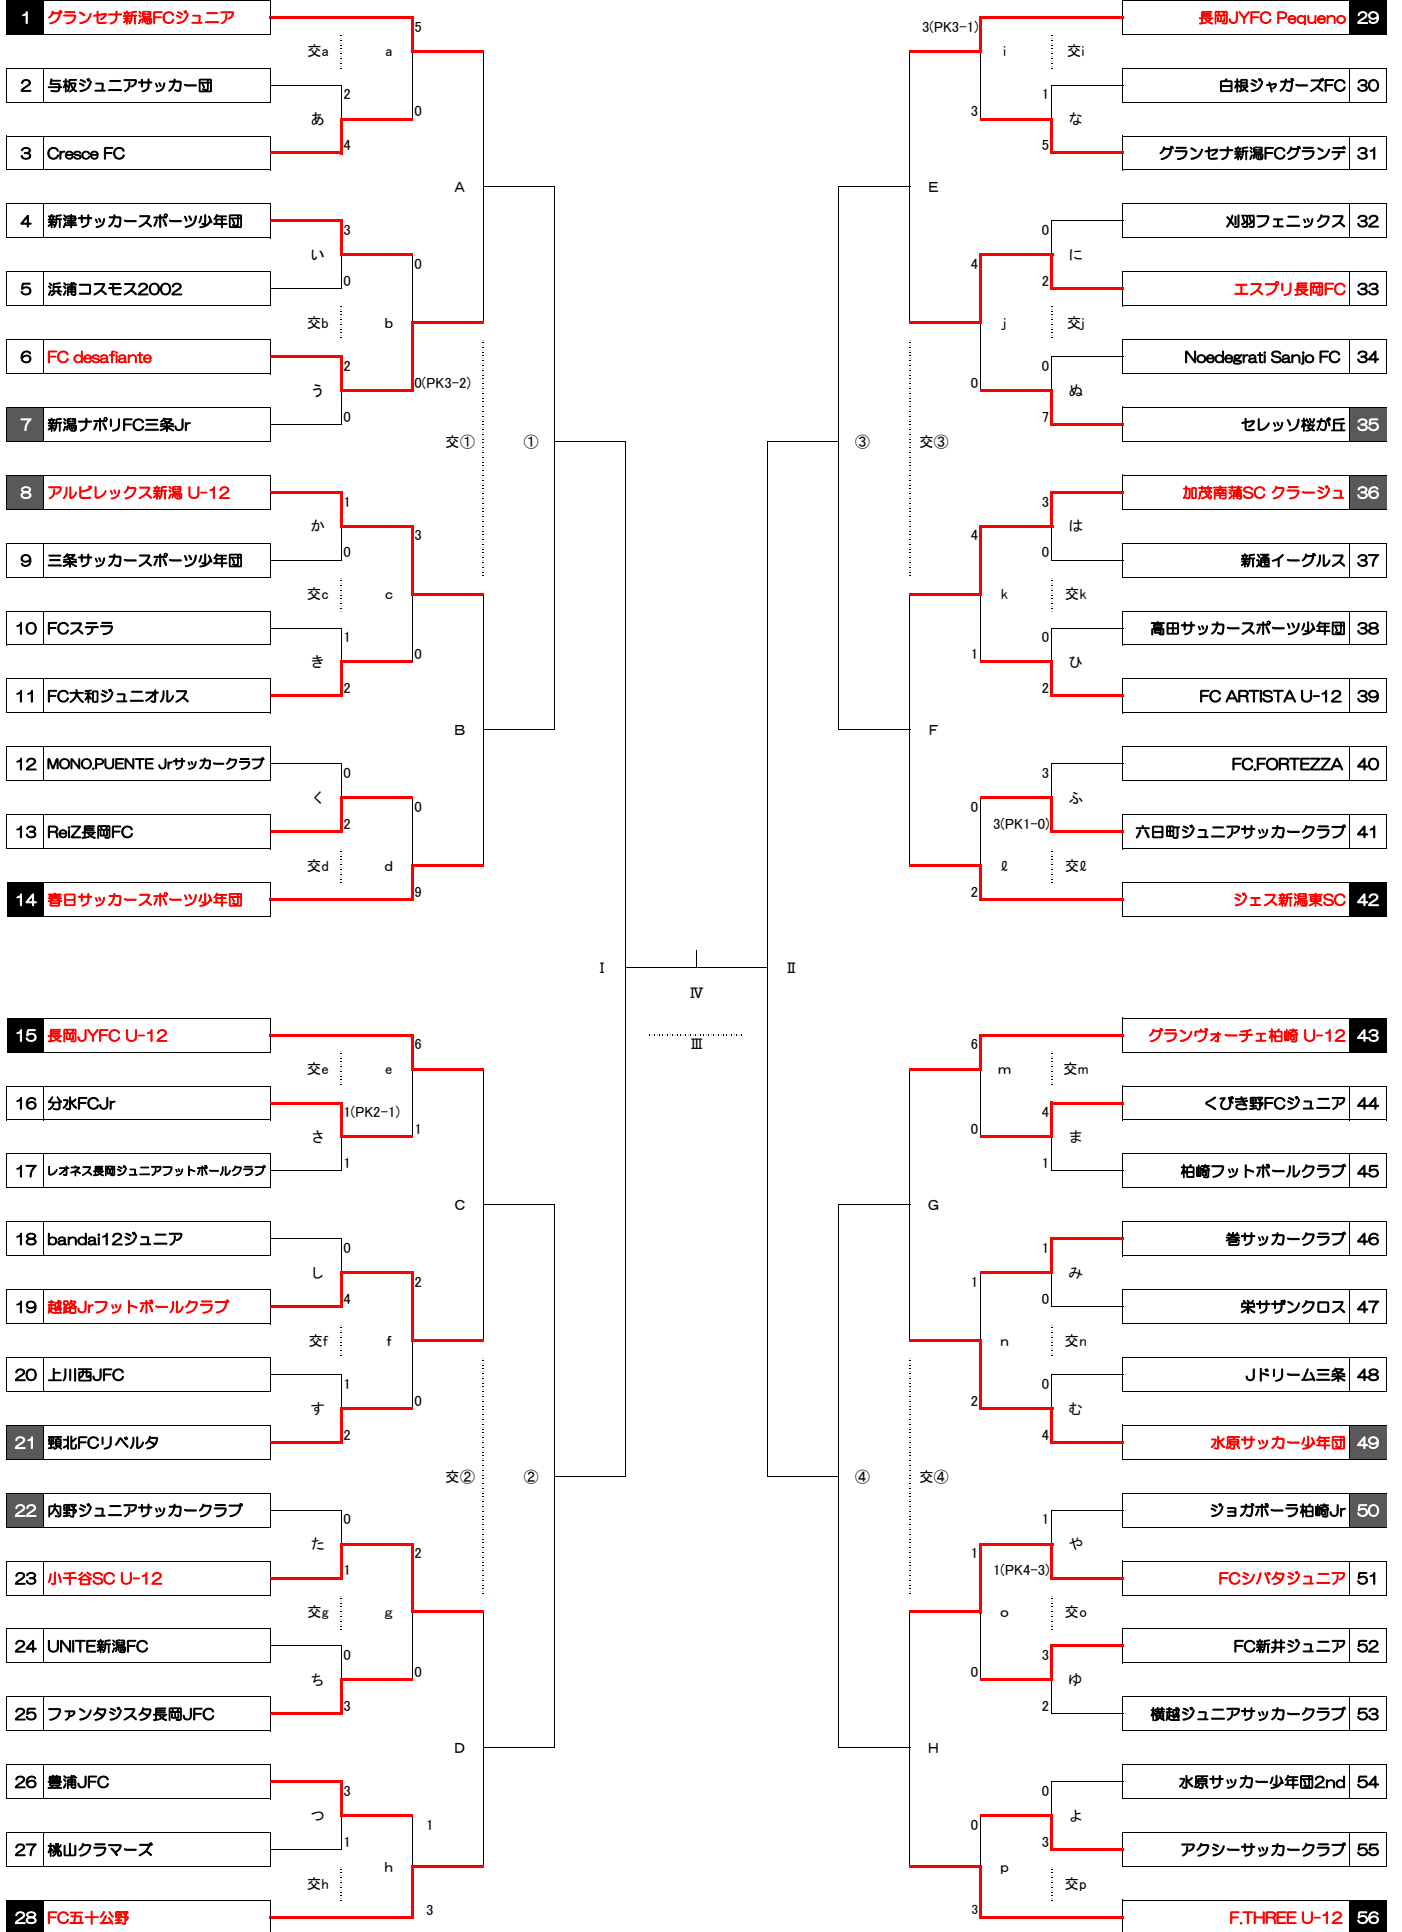 1 グランセナ新潟FCジュニア
5
交a a
2 与板ジュニアサッカー団
2
あ
0
3 Cresce FC
4
A
4 新津サッカースポーツ少年団
3
い
0
5 浜浦コスモス2002
0
交b b
6 FC desafiante
2
う
0(PK3-2)
7 新潟ナポリFC三条Jr
0
交① ①
8 アルビレックス新潟 U-12
1
か
3
9 三条サッカースポーツ少年団
0
交c c
10 FCステラ
1
き
0
11 FC大和ジュニオルス
2
B
12 MONO.PUENTE Jrサッカークラブ
0
く
0
13 ReiZ長岡FC
2
交d d
14 春日サッカースポーツ少年団
9
Ⅰ
Ⅳ
Ⅱ
Ⅲ
15 長岡JYFC U-12
6
交e e
16 分水FCJr
1(PK2-1)
さ
1
17 レオネス長岡ジュニアフットボールクラブ
1
C
18 bandai12ジュニア
0
し
2
19 越路Jrフットボールクラブ
4
交f f
20 上川西JFC
1
す
0
21 頸北FCリベルタ
2
交② ②
22 内野ジュニアサッカークラブ
0
た
2
23 小千谷SC U-12
1
交g g
24 UNITE新潟FC
0
ち
0
25 ファンタジスタ長岡JFC
3
D
26 豊浦JFC
3
つ
1
27 桃山クラマーズ
1
交h h
28 FC五十公野
3
長岡JYFC Pequeno 29
3(PK3-1)
i 交i
白根ジャガーズFC 30
1
な
3
グランセナ新潟FCグランデ 31
5
E
刈羽フェニックス 32
0
に
4
エスプリ長岡FC 33
2
j 交j
Noedegrati Sanjo FC 34
0
ぬ
0
セレッソ桜が丘 35
7
③ 交③
加茂南蒲SC クラージュ 36
3
は
4
新通イーグルス 37
0
k 交k
高田サッカースポーツ少年団 38
0
ひ
1
FC ARTISTA U-12 39
2
F
FC.FORTEZZA 40
3
ふ
0
3(PK1-0)
六日町ジュニアサッカークラブ 41
ℓ 交ℓ
ジェス新潟東SC 42
2
グランヴォーチェ柏崎 U-12 43
6
m 交m
くびき野FCジュニア 44
4
ま
0
柏崎フットボールクラブ 45
1
G
巻サッカークラブ 46
1
み
1
栄サザンクロス 47
0
n 交n
Jドリーム三条 48
0
む
2
水原サッカー少年団 49
4
④ 交④
ジョガボーラ柏崎Jr 50
1
や
1
1(PK4-3)
FCシバタジュニア 51
o 交o
FC新井ジュニア 52
3
ゆ
0
横越ジュニアサッカークラブ 53
2
H
水原サッカー少年団2nd 54
0
よ
0
アクシーサッカークラブ 55
3
p 交p
F.THREE U-12 56
3